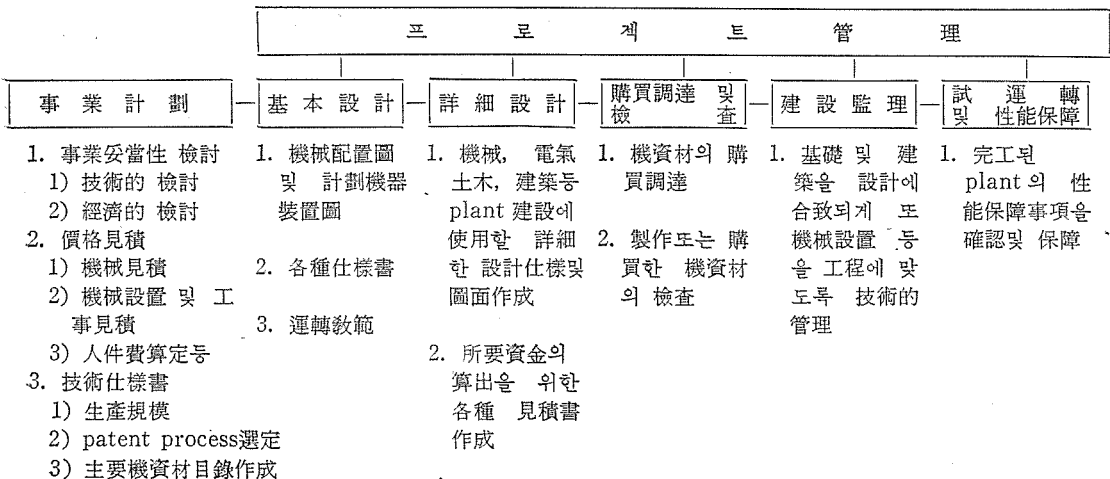 프로젝트管理
事業計劃
1. 事業妥當性 檢討
1) 技術的 檢討
2) 經濟的 檢討
2. 價格見積
1) 機械見積
2) 機械設置 및 工
事見積
3) 人件費算定등
3. 技術仕樣書
1) 生產規模
2) patent process選定
3) 主要機資材目錄作成
基本設計
1. 機械配置圖
및 計劃機器
裝置圖
2. 各種仕樣書
3. 運轉敎範
詳細設計
1. 機械, 電氣
土木, 建築등
plant 建設에
使用할 詳細
한 設計仕樣및
圖面作成
2. 所要資金의
算出을 위한
各種 見積書
作成
購買調達 및
檢查
1. 機資材의 購
買調達
2. 製作또는 購
買한 機資材
의 檢查
建設監理
1. 基礎 및 建
築을 設計에
合致되게 또
機械設置 등
을 工程에 맞
도록 技術的
管理
試運轉
및 性能保障
1. 完工된
plant의 性
能保障事項을
確認및 保障